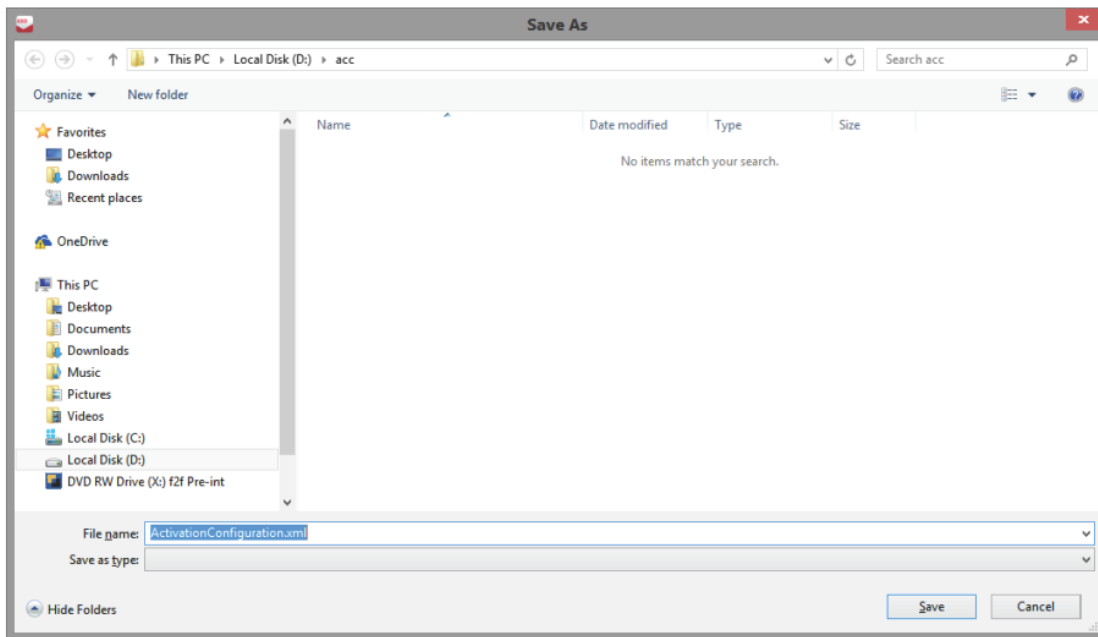 Save As
This PC Local Disk (D:) acc
Search acc
Organize New folder
Name Date modified Type Size
No items match your search.
Favorites
Desktop
Downloads
Recent places
OneDrive
This PC
Desktop
Documents
Downloads
Music
Pictures
Videos
Local Disk (C:)
Local Disk (D:)
DVD RW Drive (X:) f2f Pre-int
File name: ActivationConfiguration.xml
Save as type:
Hide Folders
Save Cancel